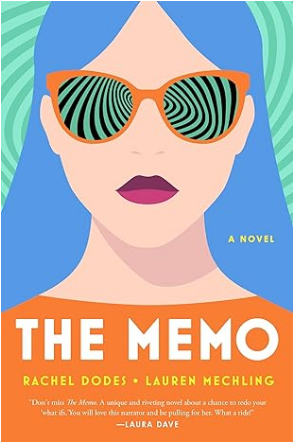 A NOVEL
THE MEMO
RACHEL DODES • LAUREN MECHLING
"Don't miss The Memo. A unique and riveting novel about a chance to redo your
'what ifs. You will love this narrator and be pulling for her. What a ride!"
—LAURA DAVE